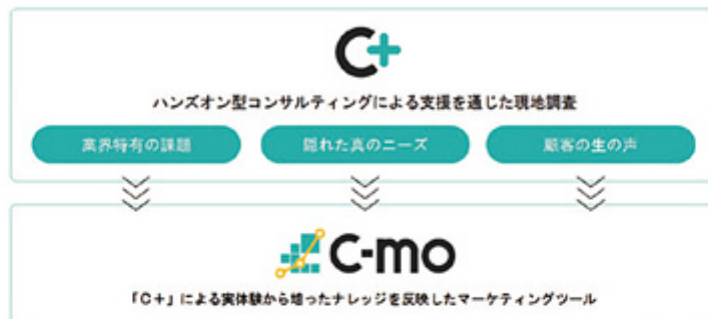 C+
ハンズオン型コンサルティングによる支援を通じた現地調査
業界特有の課題
隠れた真のニーズ
顧客の生の声
C-mo
「C+」による実体験から培ったナレッジを反映したマーケティングツール